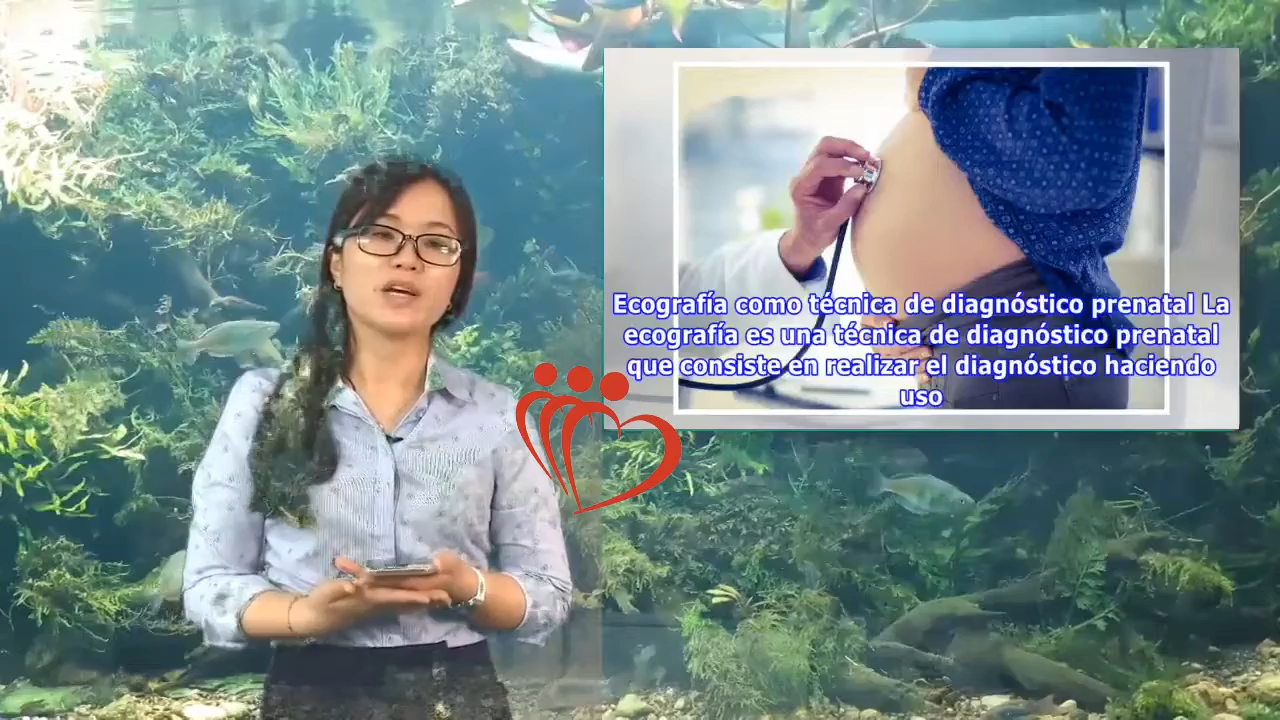 Ecografía como técnica de diagnóstico prenatal La
ecografía es una técnica de diagnóstico prenatal
que consiste en realizar el diagnóstico haciendo
uso